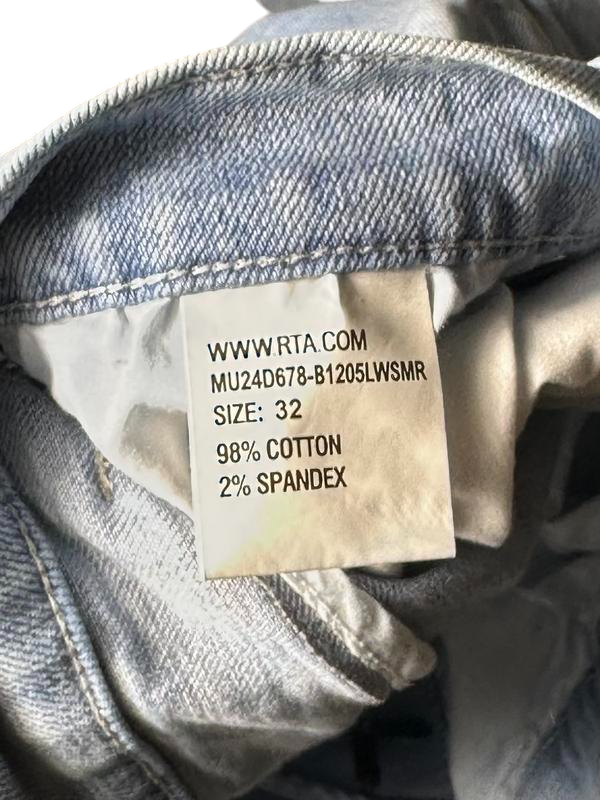 WWW.RTA.COM
MU24D678-B1205LWSMR
SIZE: 32
98% COTTON
2% SPANDEX